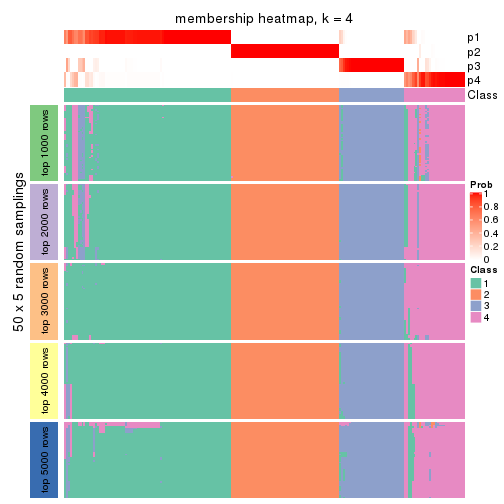 membership heatmap, k = 4
p1
p2
p3
p4
Class
50 x 5 random samplings
top 1000 rows
top 2000 rows
top 3000 rows
top 4000 rows
top 5000 rows
Prob
1
0.8
0.6
0.4
0.2
0
Class
1
2
3
4